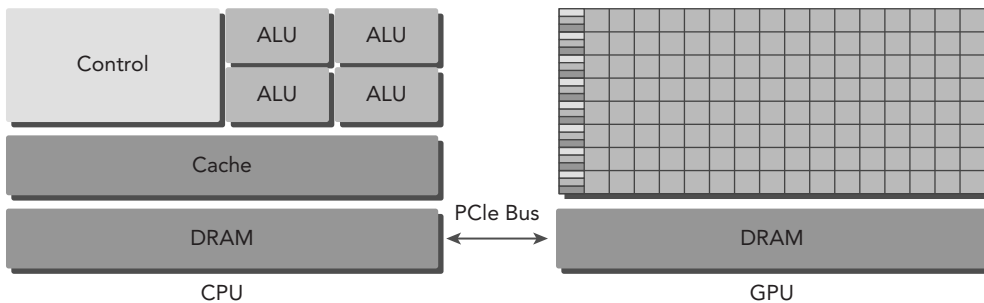 Control
ALU ALU
ALU ALU
Cache
DRAM
CPU
PCIe Bus
DRAM
GPU